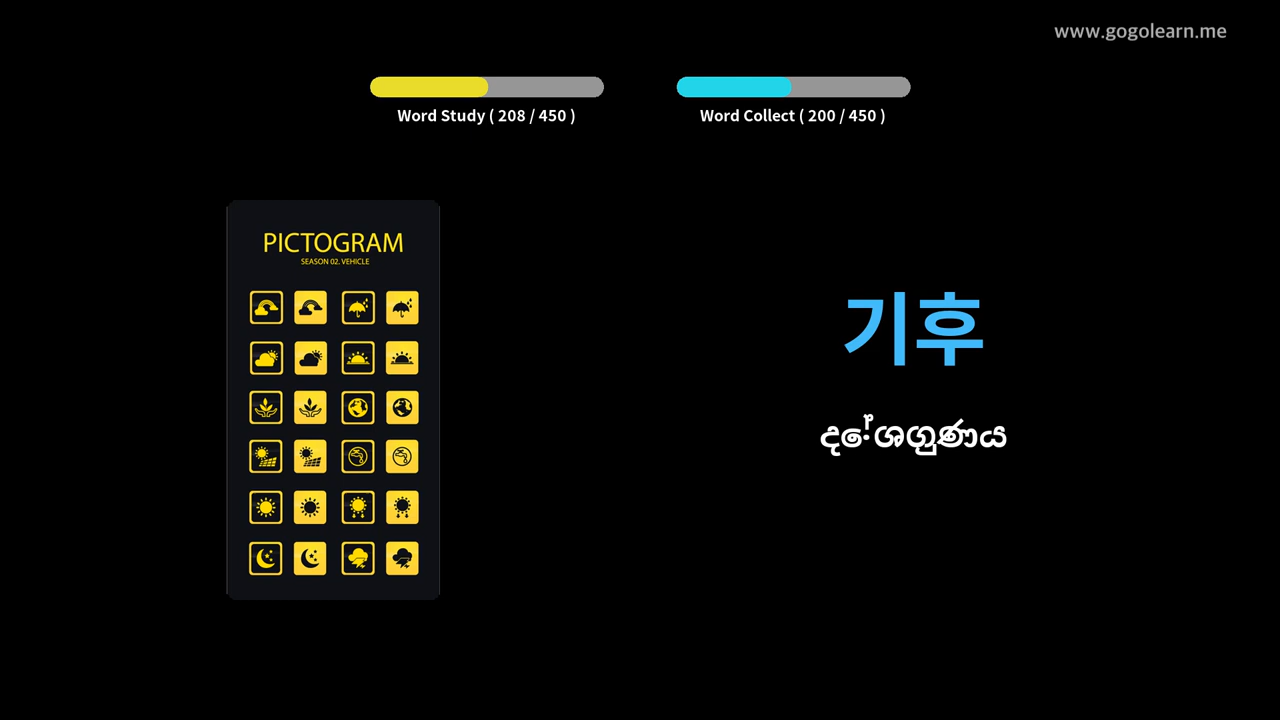 www.gogolearn.me
Word Study ( 208 / 450 )
Word Collect ( 200 / 450 )
PICTOGRAM
SEASON 02. VEHICLE
기후
දේශගුණය